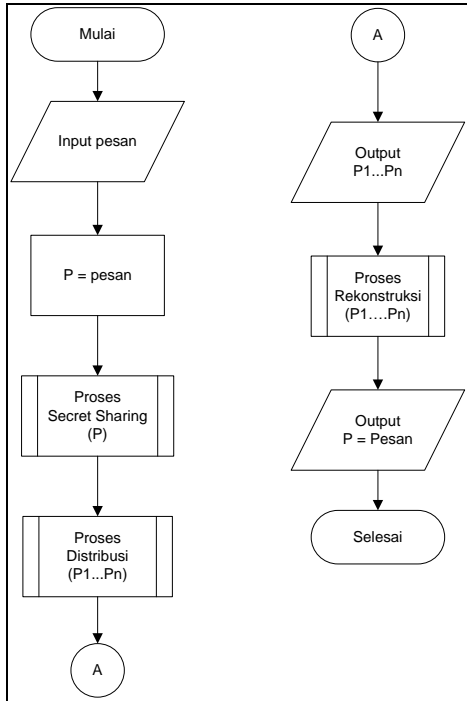 Mulai
Input pesan
P = pesan
Proses
Secret Sharing
(P)
Proses
Distribusi
(P1...Pn)
A
A
Output
P1...Pn
Proses
Rekonstruksi
(P1....Pn)
Output
P = Pesan
Selesai